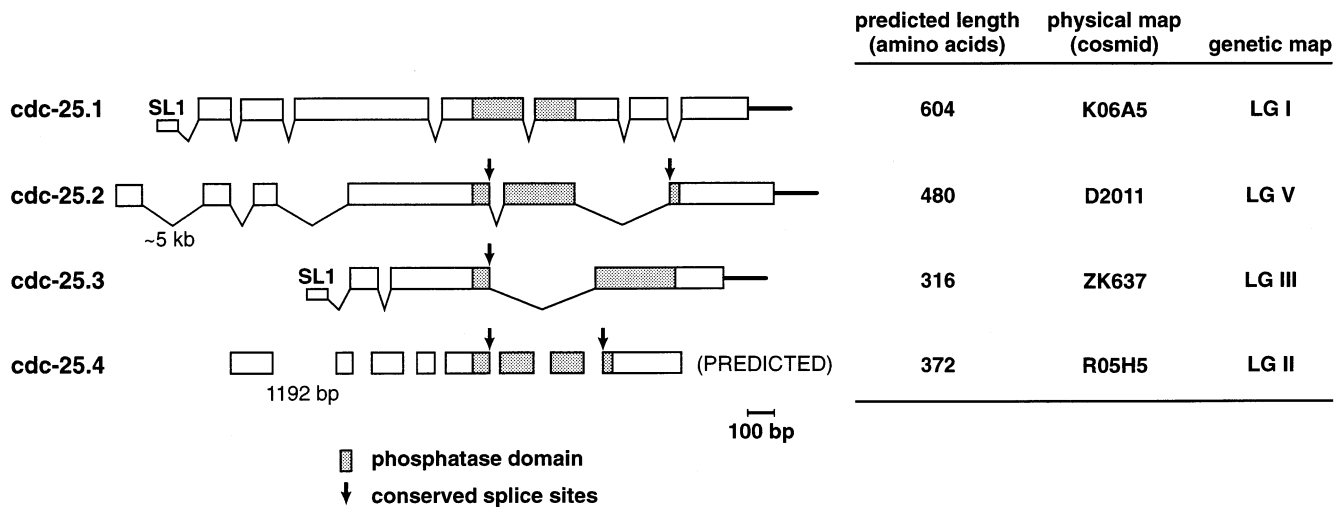 predicted length (amino acids) physical map (cosmid) genetic map
cdc-25.1 SL1 604 K06A5 LG I
cdc-25.2 ~5 kb 480 D2011 LG V
cdc-25.3 SL1 316 ZK637 LG III
cdc-25.4 1192 bp (PREDICTED) 372 R05H5 LG II
100 bp
phosphatase domain
conserved splice sites